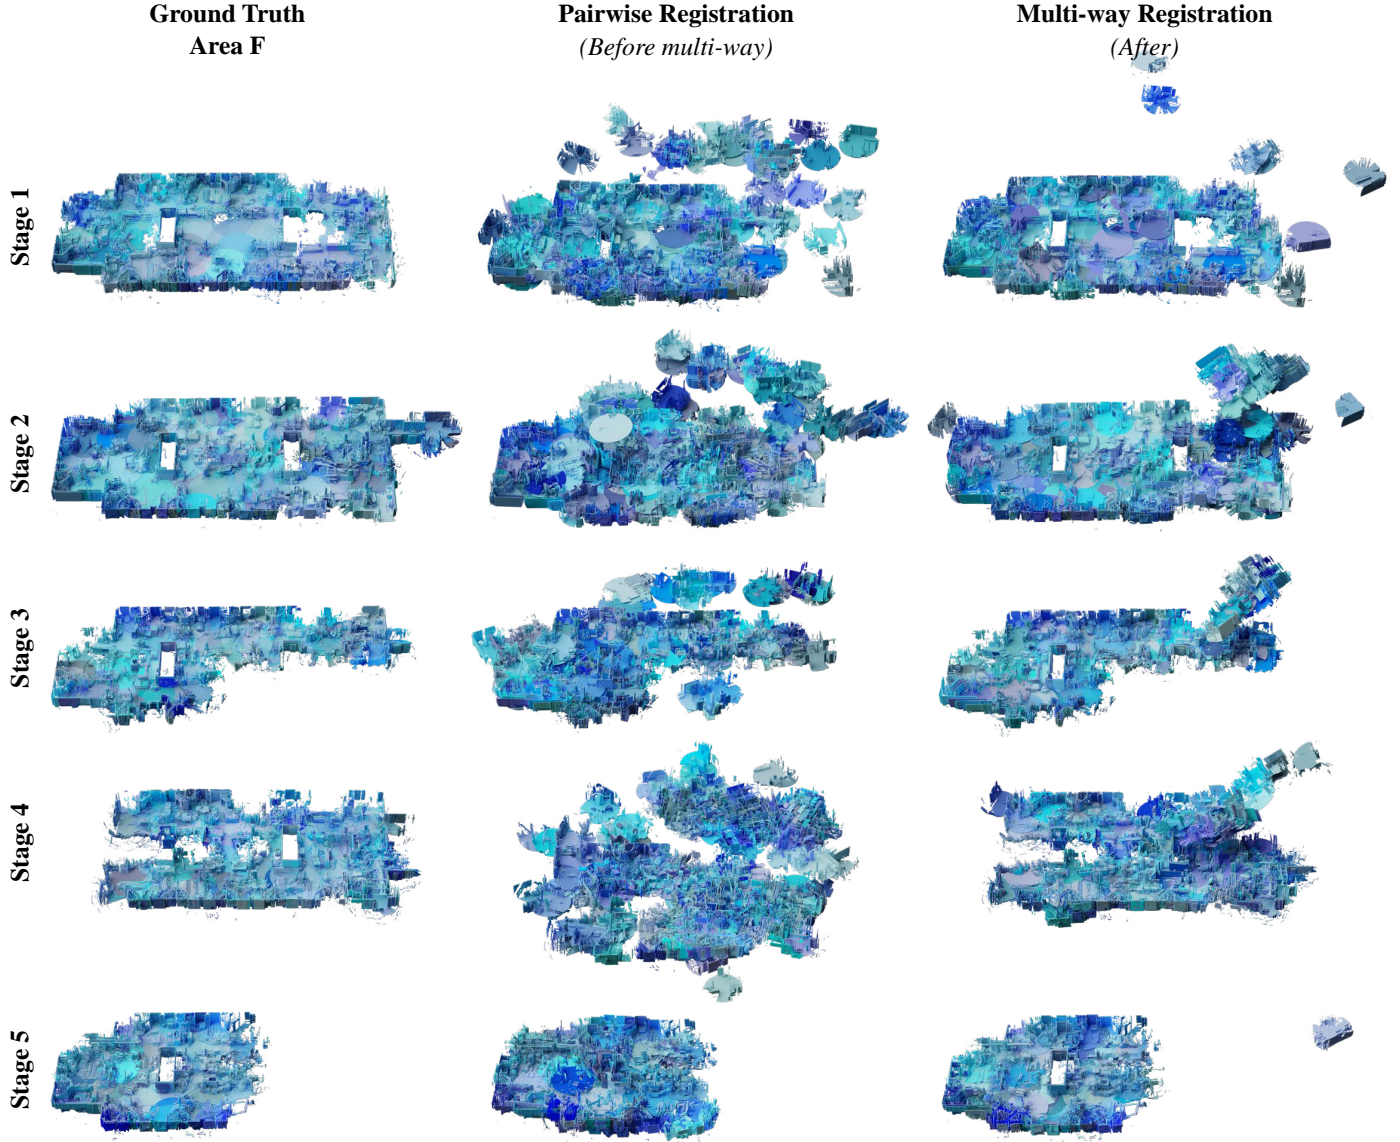 Ground Truth
Area F
Pairwise Registration
(Before multi-way)
Multi-way Registration
(After)
Stage 1
Stage 2
Stage 3
Stage 4
Stage 5